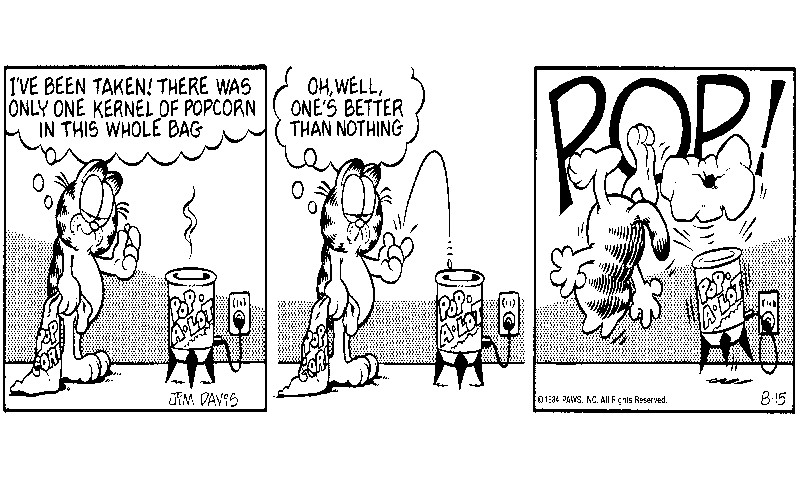 I'VE BEEN TAKEN! THERE WAS
ONLY ONE KERNEL OF POPCORN
IN THIS WHOLE BAG
POP-
A-LOT
POP
CORN
JIM DAVIS
OH, WELL,
ONE'S BETTER
THAN NOTHING
POP-
A-LOT
POP
CORN
POP!
POP-
A-LOT
©1984 PAWS, INC. All Rights Reserved.
8-15